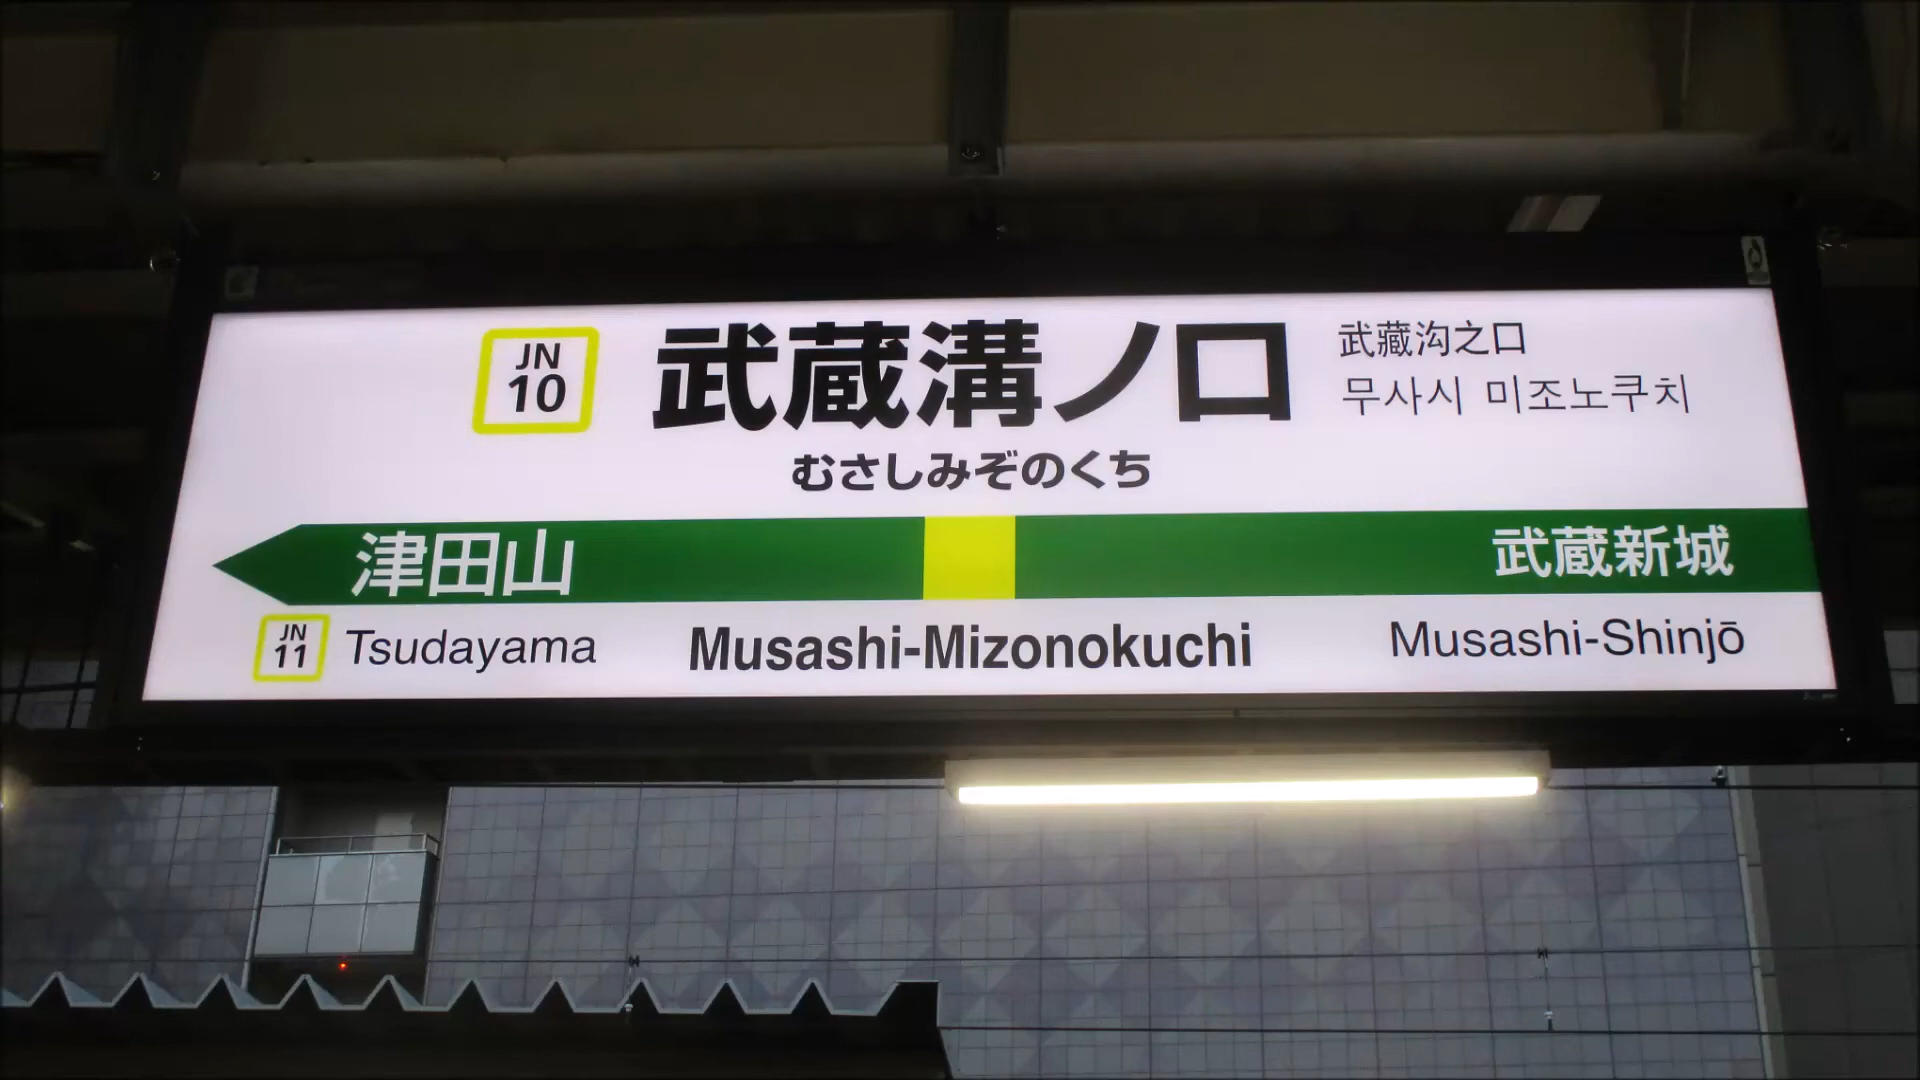 JN
10
武蔵溝ノ口
武藏沟之口
무사시 미조노쿠치
むさしみぞのくち
津田山
武蔵新城
JN
11
Tsudayama
Musashi-Mizonokuchi
Musashi-Shinjō